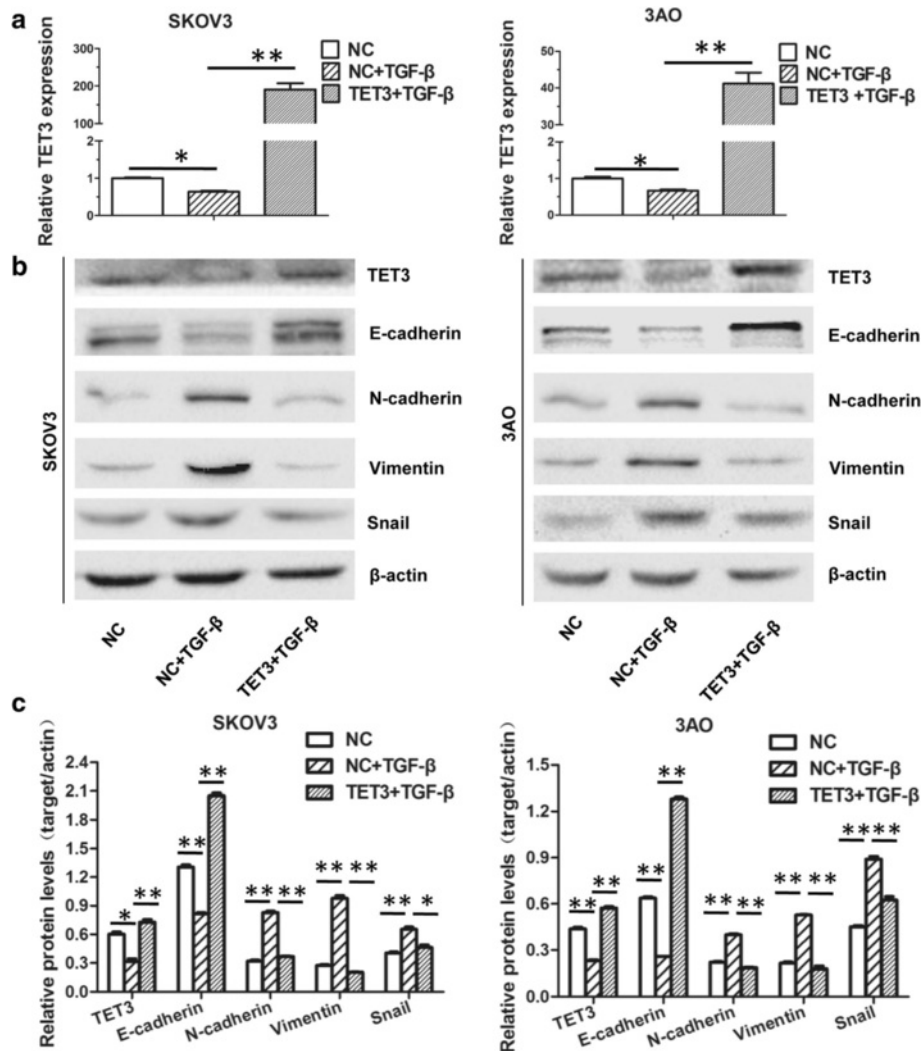 a
SKOV3
Relative TET3 expression
300
200
100
2
1
0
*
**
NC
NC+TGF-β
TET3+TGF-β
3AO
Relative TET3 expression
50
45
40
35
30
2
1
0
*
**
NC
NC+TGF-β
TET3 +TGF-β
b
SKOV3
TET3
E-cadherin
N-cadherin
Vimentin
Snail
β-actin
NC
NC+TGF-β
TET3+TGF-β
3AO
TET3
E-cadherin
N-cadherin
Vimentin
Snail
β-actin
NC
NC+TGF-β
TET3+TGF-β
c
SKOV3
Relative protein levels（target/actin）
2.4
2.1
1.8
1.5
1.2
0.9
0.6
0.3
0.0
NC
NC+TGF-β
TET3+TGF-β
* ** ** ** ** ** ** ** ** *
TET3
E-cadherin
N-cadherin
Vimentin
Snail
3AO
Relative protein levels（target/actin）
1.5
1.2
0.9
0.6
0.3
0.0
NC
NC+TGF-β
TET3+TGF-β
** ** ** ** ** ** ** ** ** **
TET3
E-cadherin
N-cadherin
Vimentin
Snail